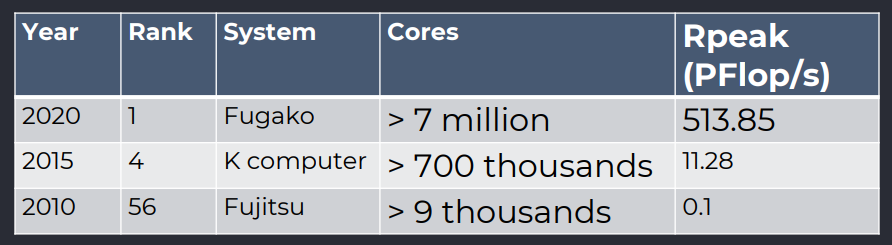 Year Rank System Cores Rpeak
(PFlop/s)
2020 1 Fugako > 7 million 513.85
2015 4 K computer > 700 thousands 11.28
2010 56 Fujitsu > 9 thousands 0.1